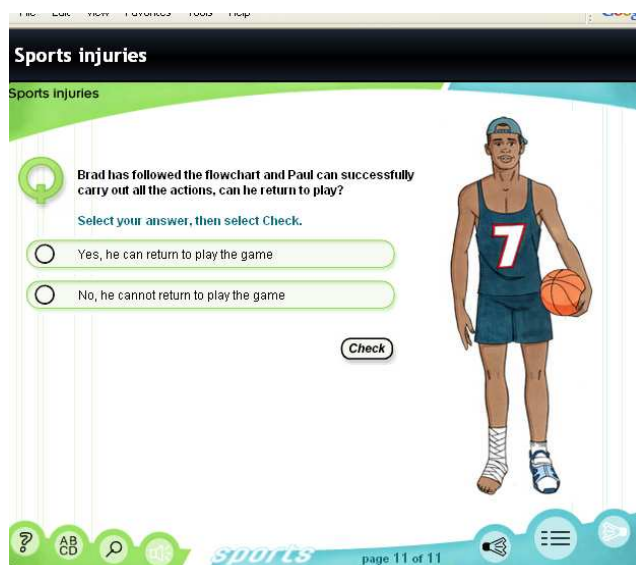 Sports injuries
Sports injuries
Q
Brad has followed the flowchart and Paul can successfully
carry out all the actions, can he return to play?
Select your answer, then select Check.
Yes, he can return to play the game
No, he cannot return to play the game
Check
7
?
AB
CD
sports
page 11 of 11